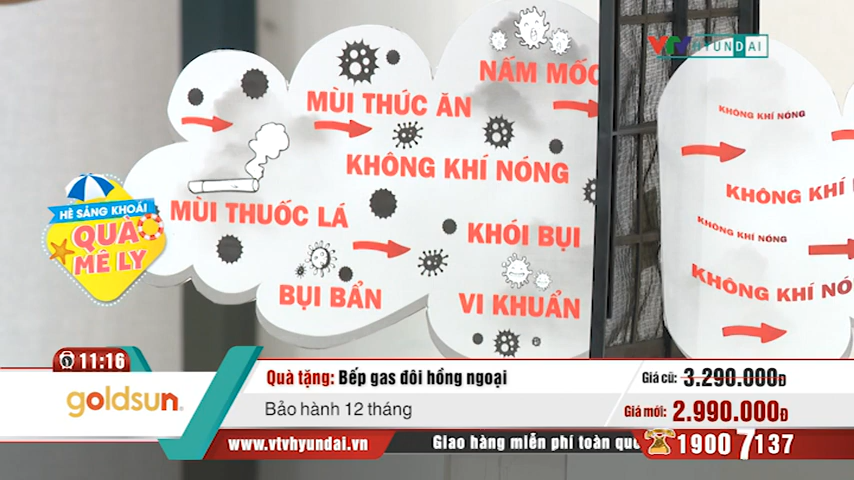 VTV HYUNDAI
NẤM MỐC
MÙI THỨC ĂN
KHÔNG KHÍ NÓNG
MÙI THUỐC LÁ
KHÓI BỤI
BỤI BẨN
VI KHUẨN
KHÔNG KHÍ NÓNG
KHÔNG KHÍ
KHÔNG KHÍ NÓNG
KHÔNG KHÍ NÓ
HÈ SẢNG KHOÁI
QUÀ
MÊ LY
11:16
goldsun
Quà tặng: Bếp gas đôi hồng ngoại
Bảo hành 12 tháng
Giá cũ: 3.290.000Đ
Giá mới: 2.990.000Đ
www.vtvhyundai.vn
Giao hàng miễn phí toàn quố
1900 7137